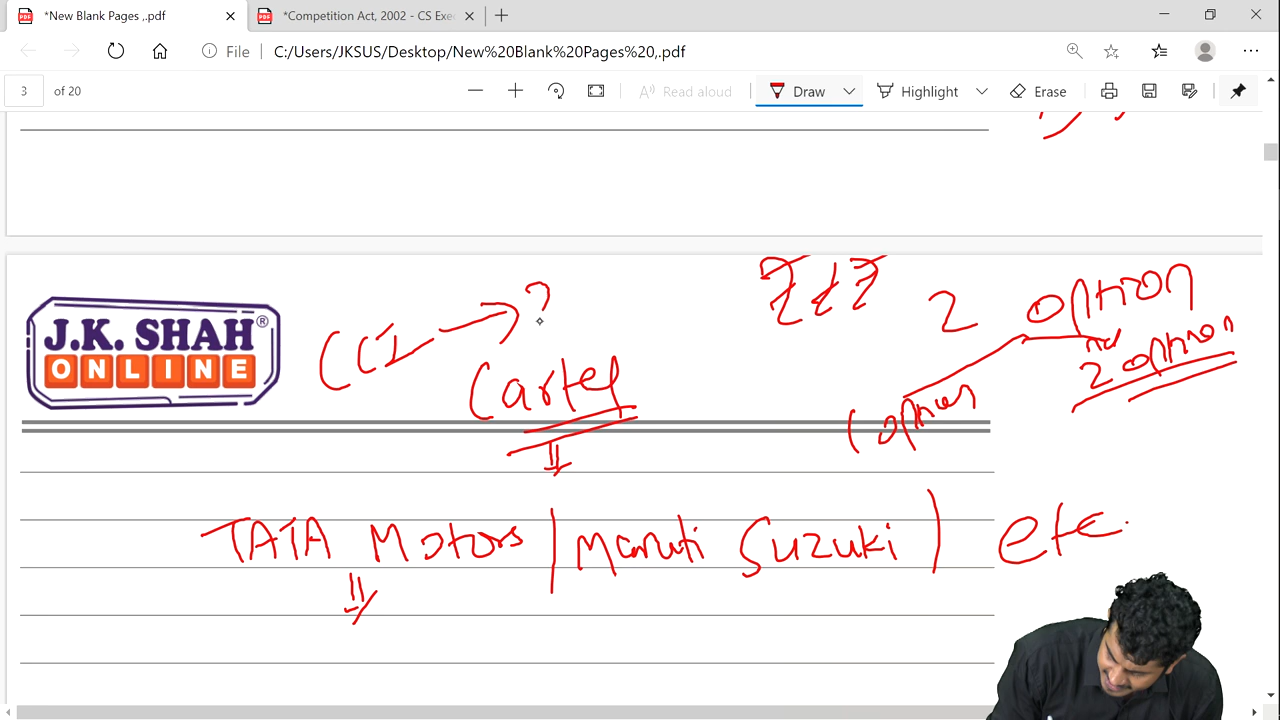 *New Blank Pages ,.pdf
*Competition Act, 2002 - CS Exec
File C:/Users/JKSUS/Desktop/New%20Blank%20Pages%20,.pdf
3 of 20 Read aloud Draw Highlight Erase
J.K. SHAH®
ONLINE
CCI → ?
Cartel
2 option
2nd option
1 option
TATA Motors | Maruti Suzuki | etc.